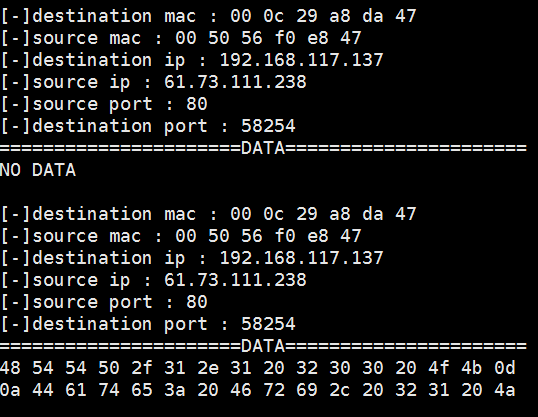 [-]destination mac : 00 0c 29 a8 da 47
[-]source mac : 00 50 56 f0 e8 47
[-]destination ip : 192.168.117.137
[-]source ip : 61.73.111.238
[-]source port : 80
[-]destination port : 58254
======================DATA======================
NO DATA
[-]destination mac : 00 0c 29 a8 da 47
[-]source mac : 00 50 56 f0 e8 47
[-]destination ip : 192.168.117.137
[-]source ip : 61.73.111.238
[-]source port : 80
[-]destination port : 58254
======================DATA======================
48 54 54 50 2f 31 2e 31 20 32 30 30 20 4f 4b 0d
0a 44 61 74 65 3a 20 46 72 69 2c 20 32 31 20 4a